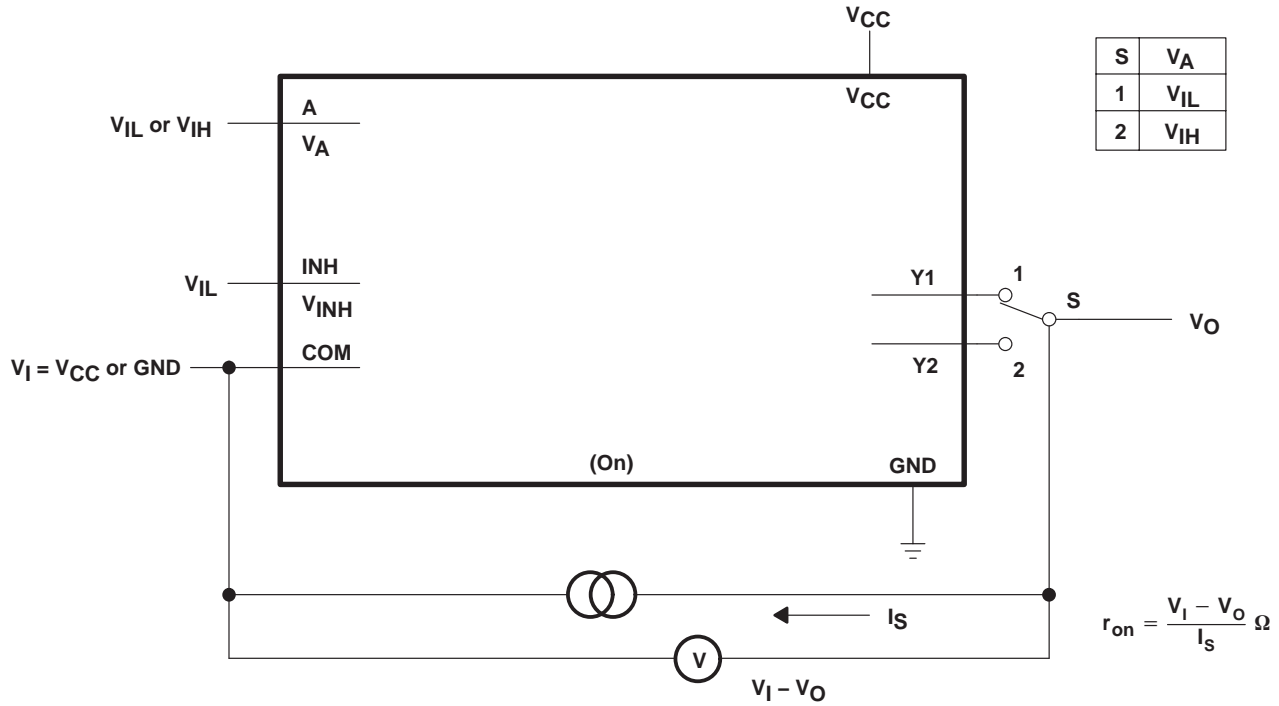 VCC
S VA
1 VIL
2 VIH
VCC
A
VIL or VIH
VA
INH
VIL
VINH
Y1
1
S
VO
COM
VI = VCC or GND
Y2
2
(On)
GND
IS
ron = VI – VO / IS Ω
V
VI – VO